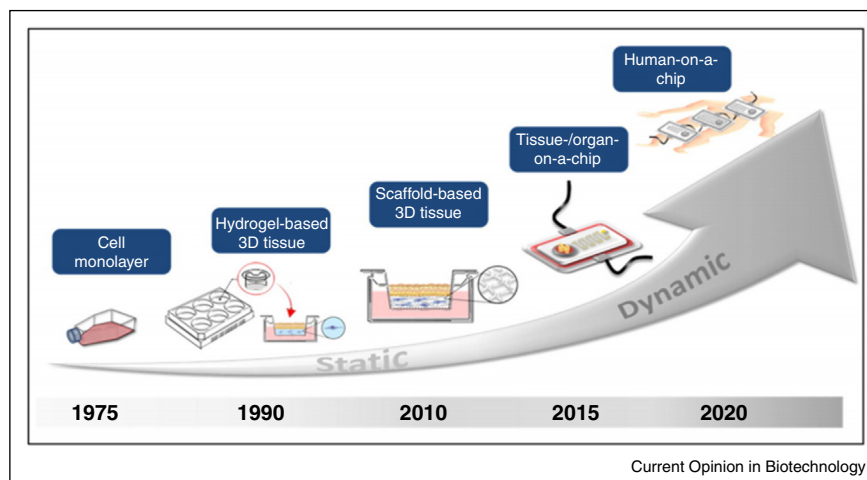 Human-on-a-
chip
Tissue-/organ-
on-a-chip
Scaffold-based
3D tissue
Hydrogel-based
3D tissue
Cell
monolayer
Static
Dynamic
1975
1990
2010
2015
2020
Current Opinion in Biotechnology